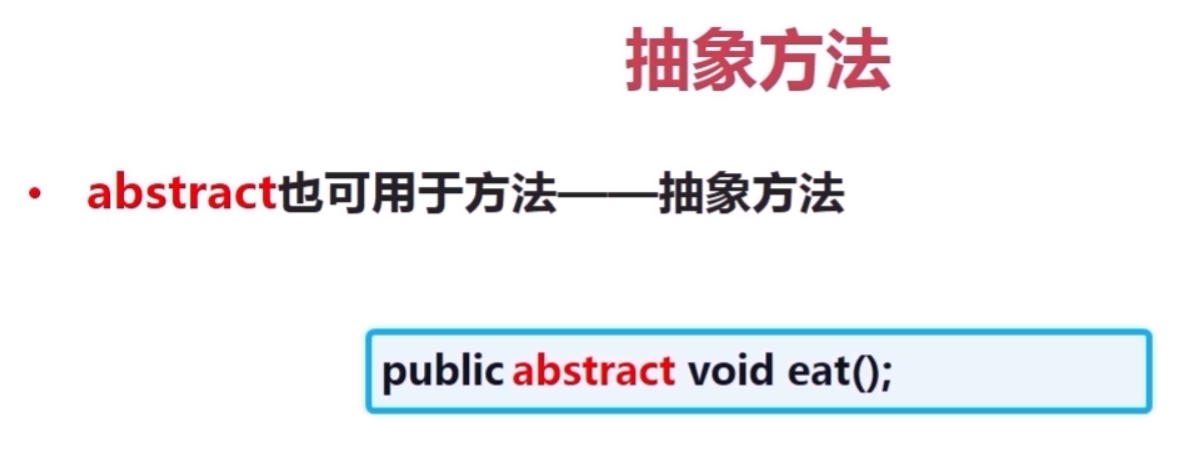 抽象方法
• abstract也可用于方法——抽象方法
public abstract void eat();